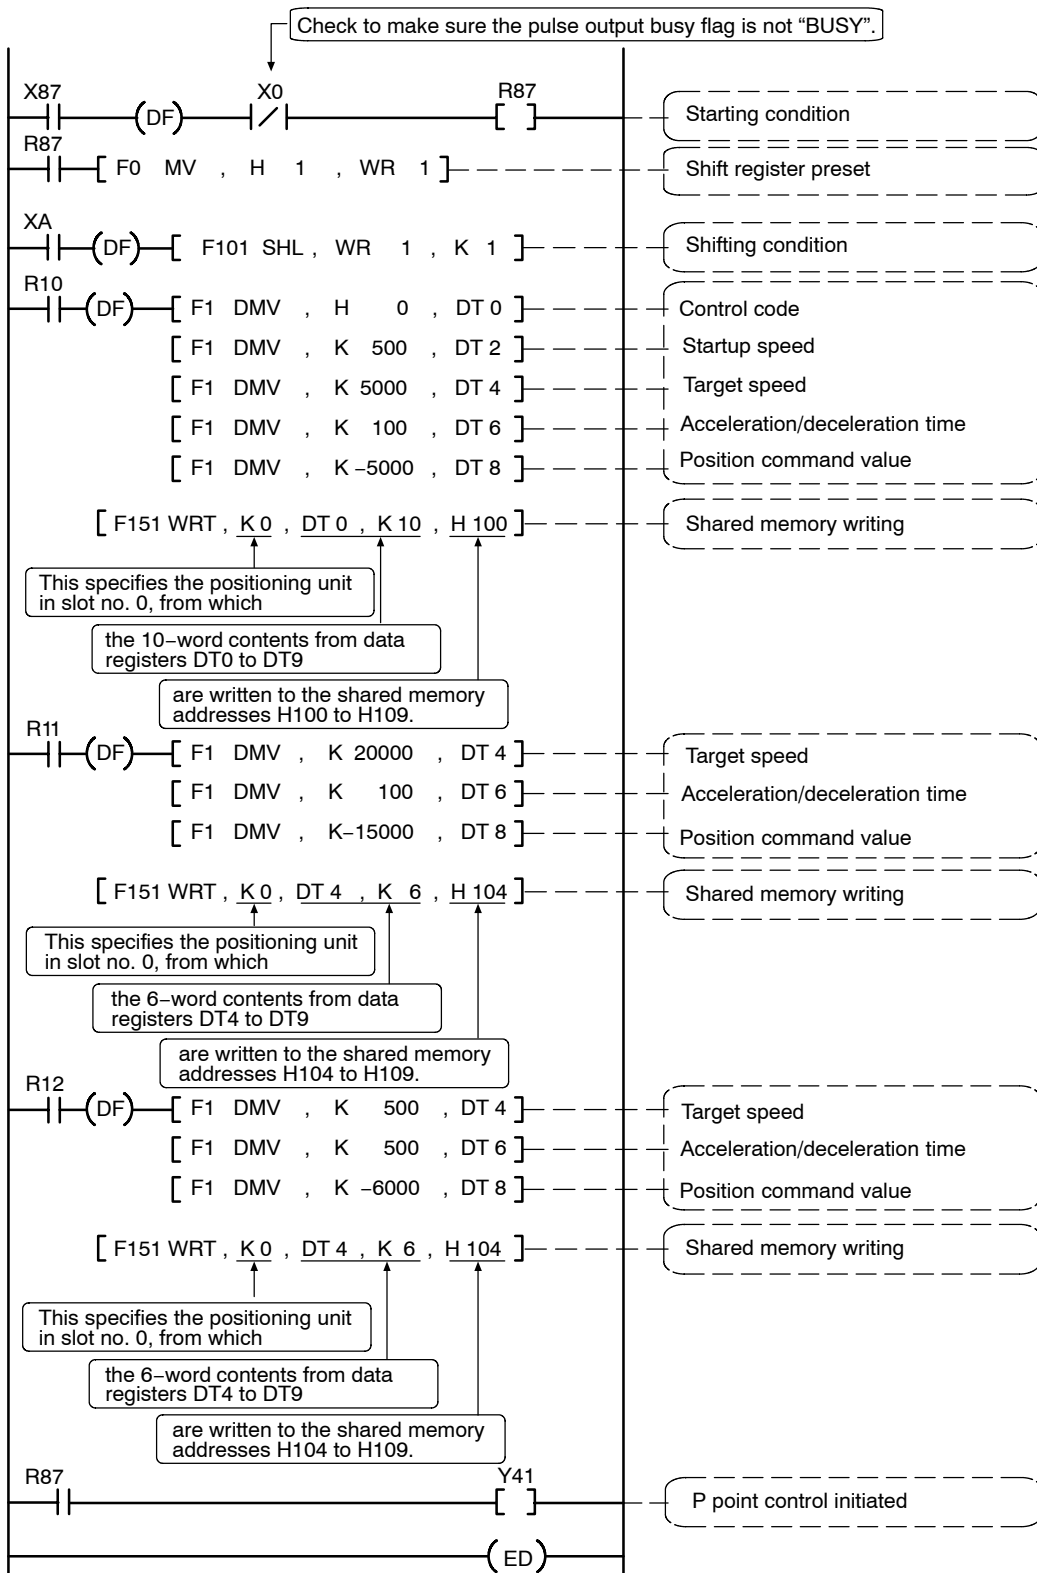 Check to make sure the pulse output busy flag is not “BUSY”.
X87 X0 R87
(DF) Starting condition
R87
[ F0 MV , H 1 , WR 1 ] Shift register preset
XA
(DF) [ F101 SHL , WR 1 , K 1 ] Shifting condition
R10
(DF) [ F1 DMV , H 0 , DT 0 ] Control code
[ F1 DMV , K 500 , DT 2 ] Startup speed
[ F1 DMV , K 5000 , DT 4 ] Target speed
[ F1 DMV , K 100 , DT 6 ] Acceleration/deceleration time
[ F1 DMV , K −5000 , DT 8 ] Position command value
[ F151 WRT , K 0 , DT 0 , K 10 , H 100 ] Shared memory writing
This specifies the positioning unit
in slot no. 0, from which
the 10−word contents from data
registers DT0 to DT9
are written to the shared memory
addresses H100 to H109.
R11
(DF) [ F1 DMV , K 20000 , DT 4 ] Target speed
[ F1 DMV , K 100 , DT 6 ] Acceleration/deceleration time
[ F1 DMV , K−15000 , DT 8 ] Position command value
[ F151 WRT , K 0 , DT 4 , K 6 , H 104 ] Shared memory writing
This specifies the positioning unit
in slot no. 0, from which
the 6−word contents from data
registers DT4 to DT9
are written to the shared memory
addresses H104 to H109.
R12
(DF) [ F1 DMV , K 500 , DT 4 ] Target speed
[ F1 DMV , K 500 , DT 6 ] Acceleration/deceleration time
[ F1 DMV , K −6000 , DT 8 ] Position command value
[ F151 WRT , K 0 , DT 4 , K 6 , H 104 ] Shared memory writing
This specifies the positioning unit
in slot no. 0, from which
the 6−word contents from data
registers DT4 to DT9
are written to the shared memory
addresses H104 to H109.
R87 Y41
P point control initiated
(ED)